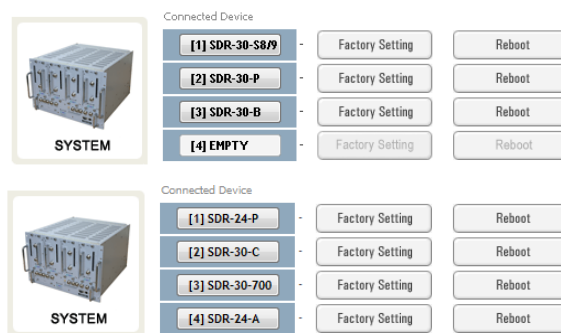 Connected Device
[1] SDR-30-S8/9 - Factory Setting Reboot
[2] SDR-30-P - Factory Setting Reboot
[3] SDR-30-B - Factory Setting Reboot
SYSTEM [4] EMPTY - Factory Setting Reboot
Connected Device
[1] SDR-24-P - Factory Setting Reboot
[2] SDR-30-C - Factory Setting Reboot
[3] SDR-30-700 - Factory Setting Reboot
SYSTEM [4] SDR-24-A - Factory Setting Reboot